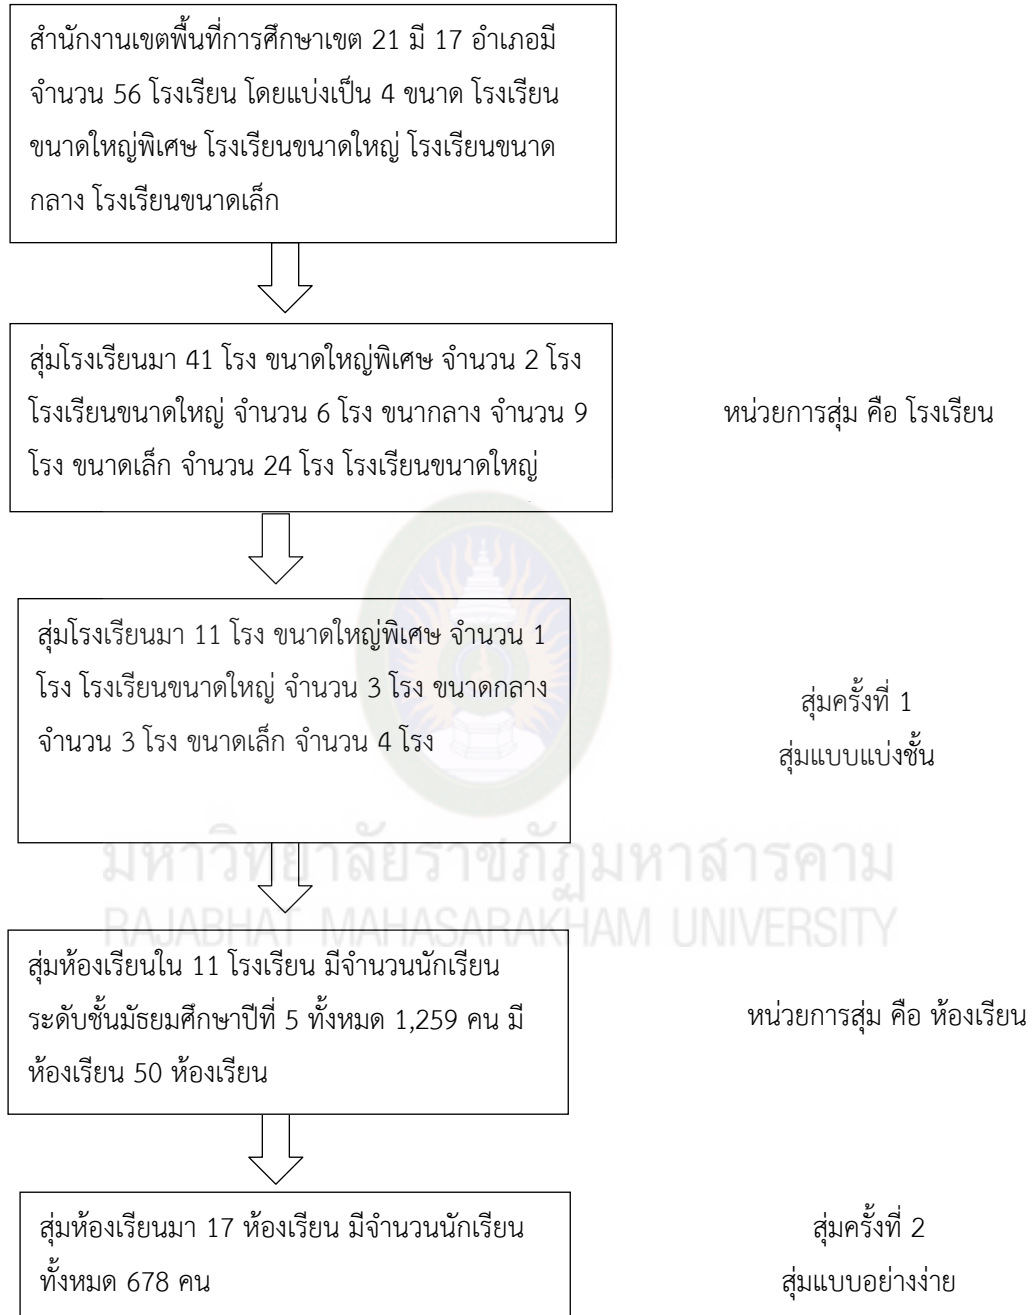 สำนักงานเขตพื้นที่การศึกษาเขต 21 มี 17 อำเภอมี
จำนวน 56 โรงเรียน โดยแบ่งเป็น 4 ขนาด โรงเรียน
ขนาดใหญ่พิเศษ โรงเรียนขนาดใหญ่ โรงเรียนขนาด
กลาง โรงเรียนขนาดเล็ก
สุ่มโรงเรียนมา 41 โรง ขนาดใหญ่พิเศษ จำนวน 2 โรง
โรงเรียนขนาดใหญ่ จำนวน 6 โรง ขนากลาง จำนวน 9
โรง ขนาดเล็ก จำนวน 24 โรง โรงเรียนขนาดใหญ่
หน่วยการสุ่ม คือ โรงเรียน
สุ่มโรงเรียนมา 11 โรง ขนาดใหญ่พิเศษ จำนวน 1
โรง โรงเรียนขนาดใหญ่ จำนวน 3 โรง ขนาดกลาง
จำนวน 3 โรง ขนาดเล็ก จำนวน 4 โรง
สุ่มครั้งที่ 1
สุ่มแบบแบ่งชั้น
มหาวิทยาลัยราชภัฏมหาสารคาม
RAJABHAT MAHASARAKHAM UNIVERSITY
สุ่มห้องเรียนใน 11 โรงเรียน มีจำนวนนักเรียน
ระดับชั้นมัธยมศึกษาปีที่ 5 ทั้งหมด 1,259 คน มี
ห้องเรียน 50 ห้องเรียน
หน่วยการสุ่ม คือ ห้องเรียน
สุ่มห้องเรียนมา 17 ห้องเรียน มีจำนวนนักเรียน
ทั้งหมด 678 คน
สุ่มครั้งที่ 2
สุ่มแบบอย่างง่าย